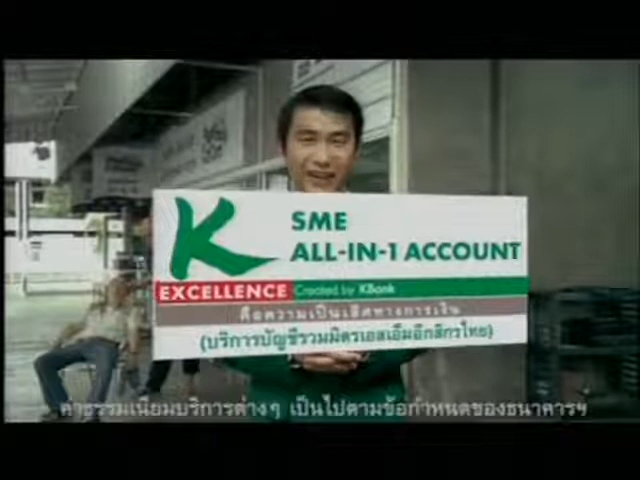 K
SME
ALL-IN-1 ACCOUNT
EXCELLENCE Created by KBank
คือความเป็นเลิศทางการเงิน
(บริการบัญชีรวมมิตรเอสเอ็มอีกสิกรไทย)
ค่าธรรมเนียมบริการต่างๆ เป็นไปตามข้อกำหนดของธนาคารฯ